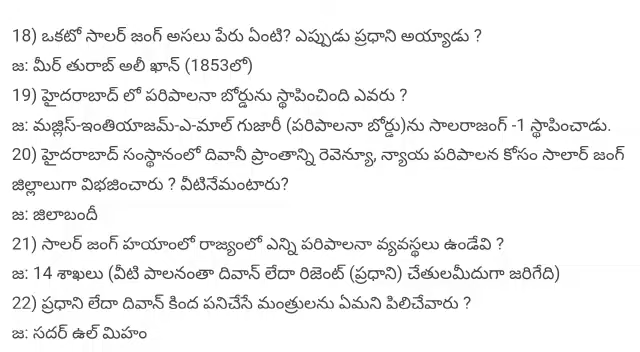 18) ఒకటో సాలర్ జంగ్ అసలు పేరు ఏంటి? ఎప్పుడు ప్రధాని అయ్యాడు ?
జ: మీర్ తురాబ్ అలీ ఖాన్ (1853లో)
19) హైదరాబాద్ లో పరిపాలనా బోర్డును స్థాపించింది ఎవరు ?
జ: మజ్లిస్-ఇంతియాజమ్-ఎ-మాల్ గుజారీ (పరిపాలనా బోర్డు)ను సాలరాజంగ్ -1 స్థాపించాడు.
20) హైదరాబాద్ సంస్థానంలో దివానీ ప్రాంతాన్ని రెవెన్యూ, న్యాయ పరిపాలన కోసం సాలార్ జంగ్
జిల్లాలుగా విభజించారు ? వీటినేమంటారు?
జ: జిలాబందీ
21) సాలర్ జంగ్ హయాంలో రాజ్యంలో ఎన్ని పరిపాలనా వ్యవస్థలు ఉండేవి ?
జ: 14 శాఖలు (వీటి పాలనంతా దివాన్ లేదా రిజెంట్ (ప్రధాని) చేతులమీదుగా జరిగేది)
22) ప్రధాని లేదా దివాన్ కింద పనిచేసే మంత్రులను ఏమని పిలిచేవారు ?
జ: సదర్ ఉల్ మిహం